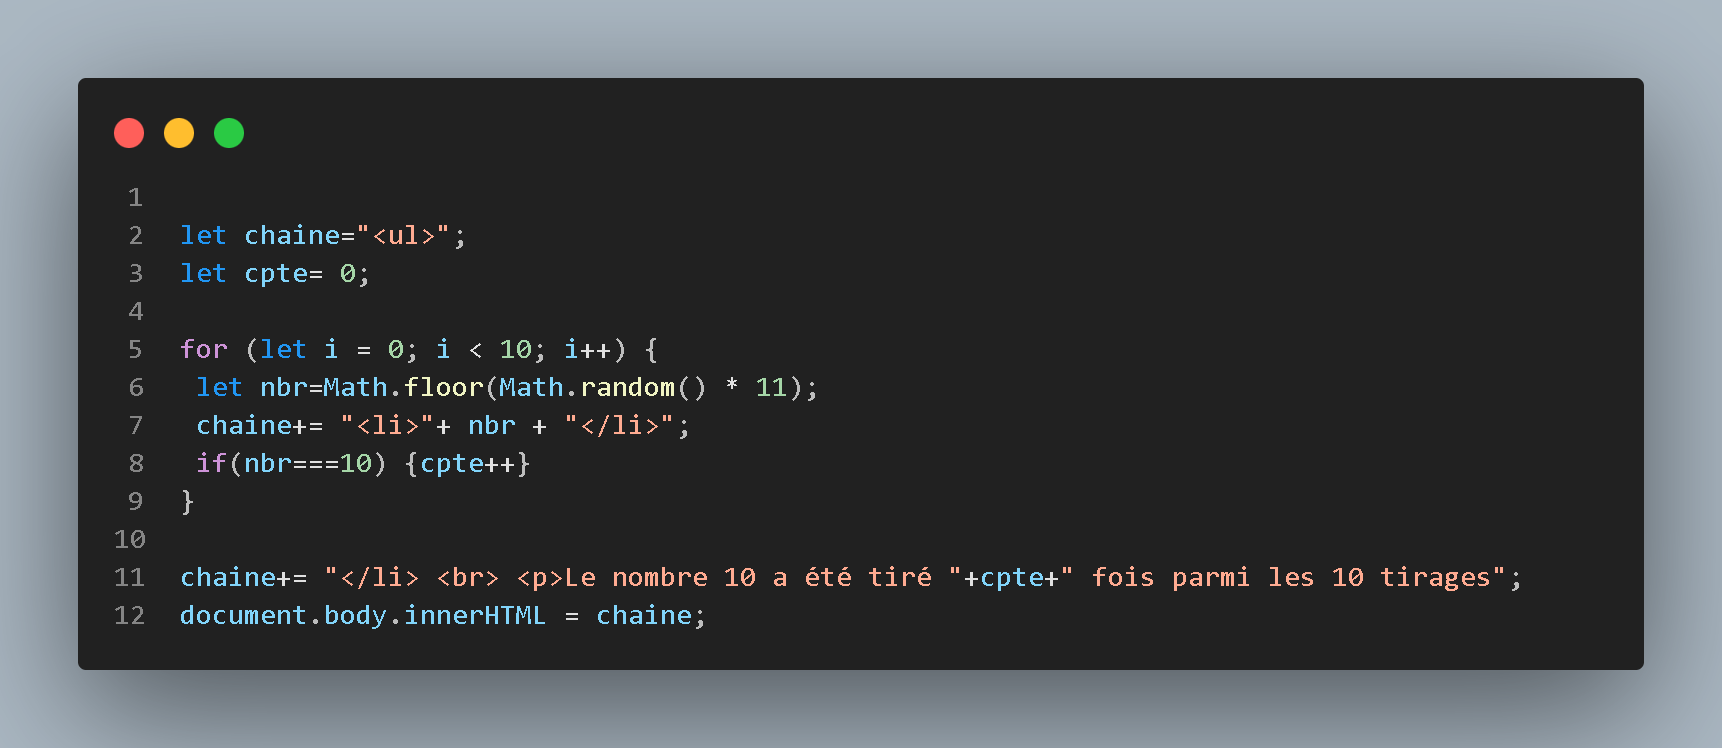 1
2 let chaine="<ul>";
3 let cpte= 0;
4
5 for (let i = 0; i < 10; i++) {
6  let nbr=Math.floor(Math.random() * 11);
7  chaine+= "<li>"+ nbr + "</li>";
8  if(nbr===10) {cpte++}
9 }
10
11 chaine+= "</li> <br> <p>Le nombre 10 a été tiré "+cpte+" fois parmi les 10 tirages";
12 document.body.innerHTML = chaine;